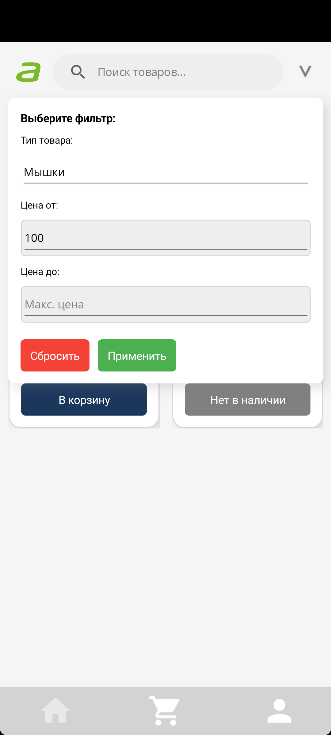 a
Поиск товаров...
V
Выберите фильтр:
Тип товара:
Мышки
Цена от:
100
Цена до:
Макс. цена
Сбросить
Применить
В корзину
Нет в наличии